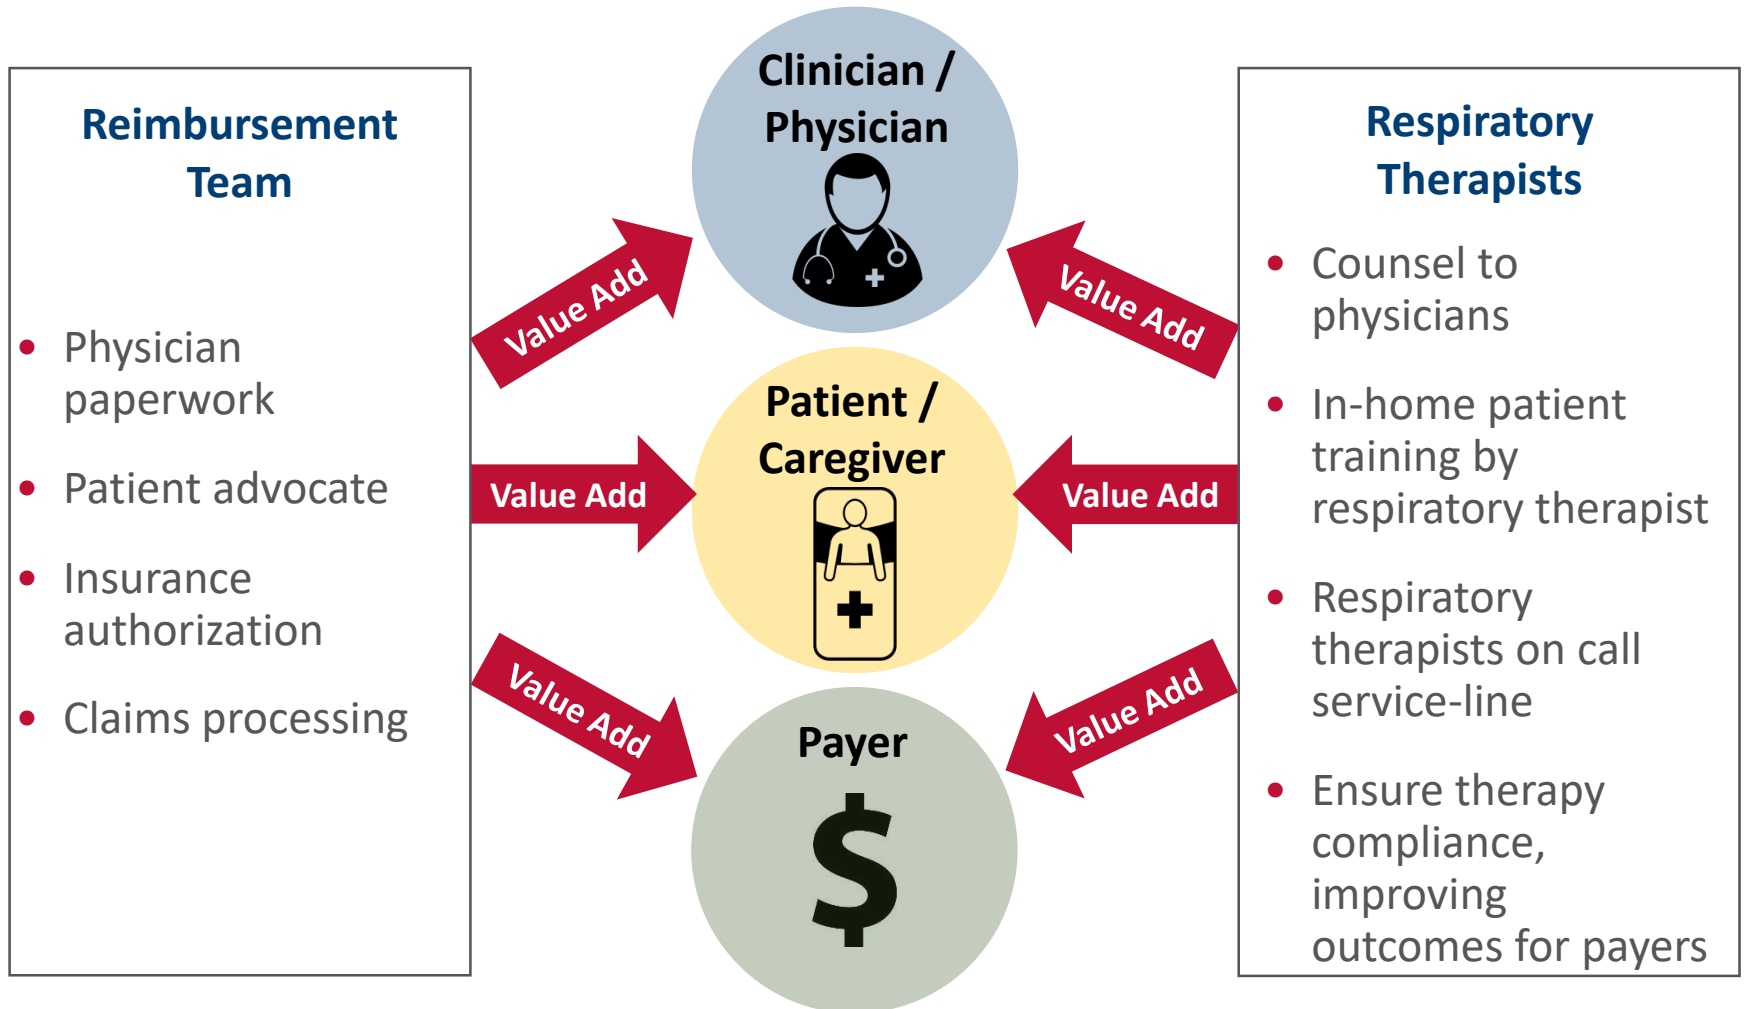 Reimbursement
Team
• Physician
paperwork
• Patient advocate
• Insurance
authorization
• Claims processing
Clinician /
Physician
Patient /
Caregiver
Payer
$
Value Add
Value Add
Value Add
Value Add
Value Add
Value Add
Respiratory
Therapists
• Counsel to
physicians
• In-home patient
training by
respiratory therapist
• Respiratory
therapists on call
service-line
• Ensure therapy
compliance,
improving
outcomes for payers